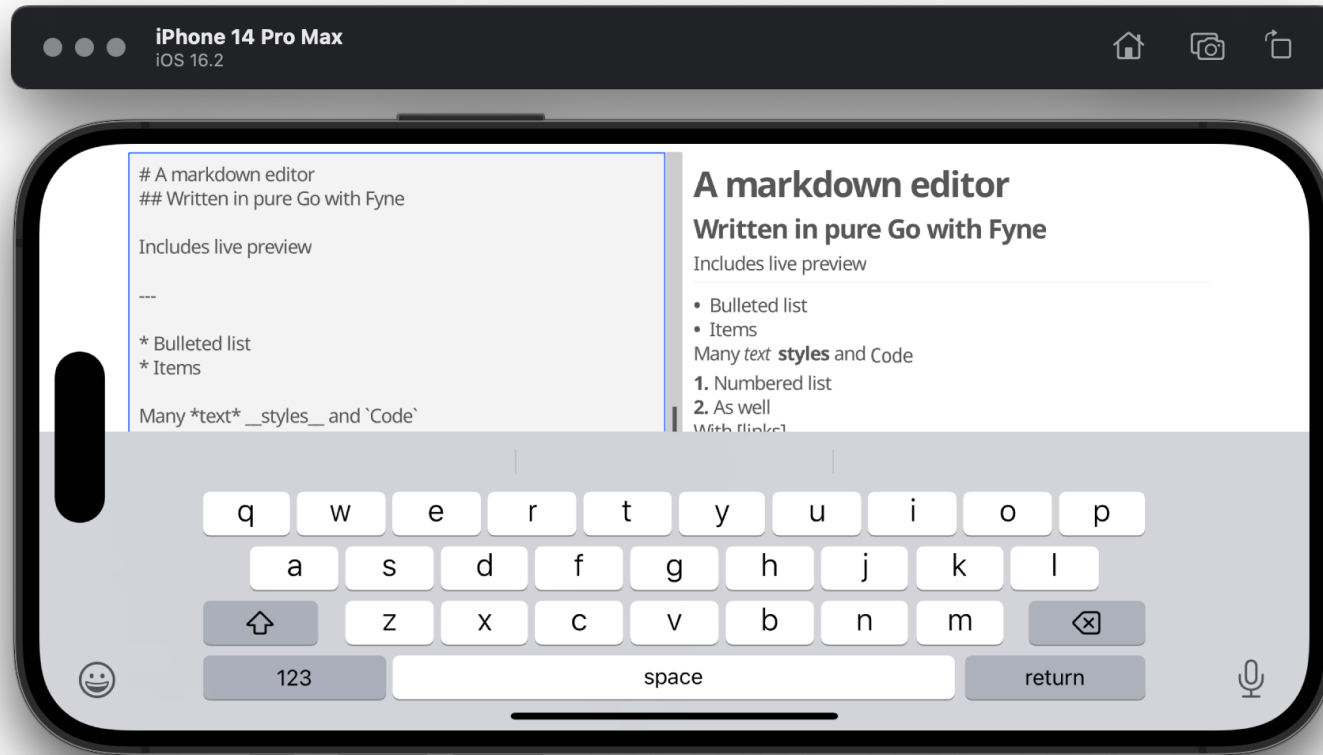 iPhone 14 Pro Max
iOS 16.2
# A markdown editor
## Written in pure Go with Fyne
Includes live preview
---
* Bulleted list
* Items
Many *text* __styles__ and `Code`
A markdown editor
Written in pure Go with Fyne
Includes live preview
• Bulleted list
• Items
Many text styles and Code
1. Numbered list
2. As well
With [links]
q w e r t y u i o p
a s d f g h j k l
z x c v b n m
123 space return